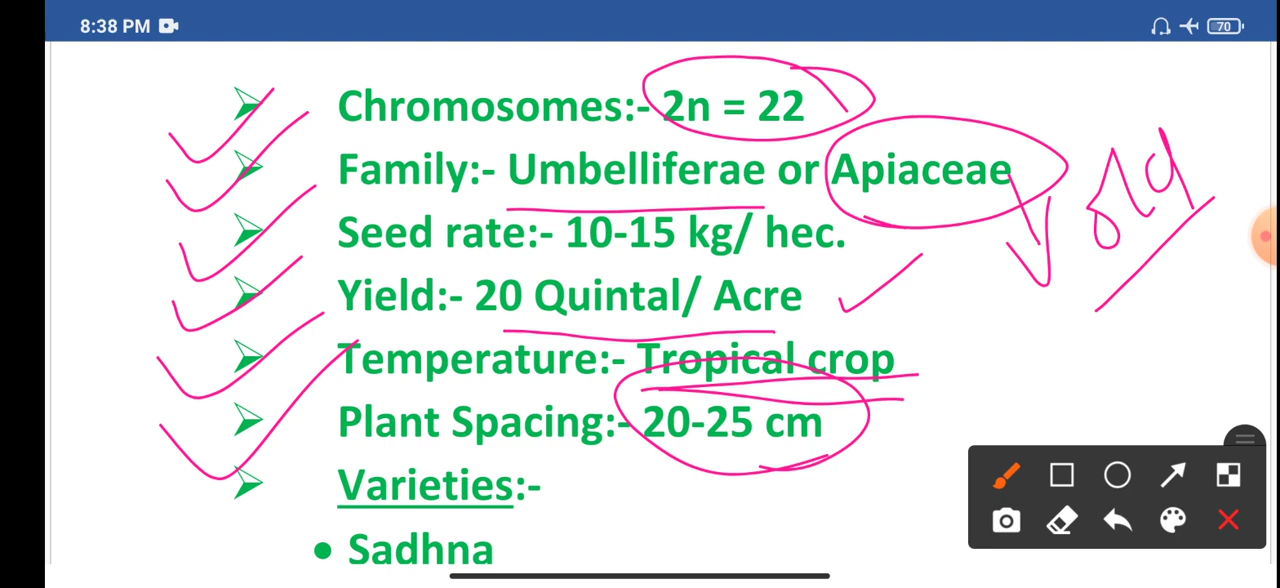 8:38 PM 70
Chromosomes:- 2n = 22
Family:- Umbelliferae or Apiaceae
old
Seed rate:- 10-15 kg/ hec.
Yield:- 20 Quintal/ Acre
Temperature:- Tropical crop
Plant Spacing:- 20-25 cm
Varieties:-
• Sadhna